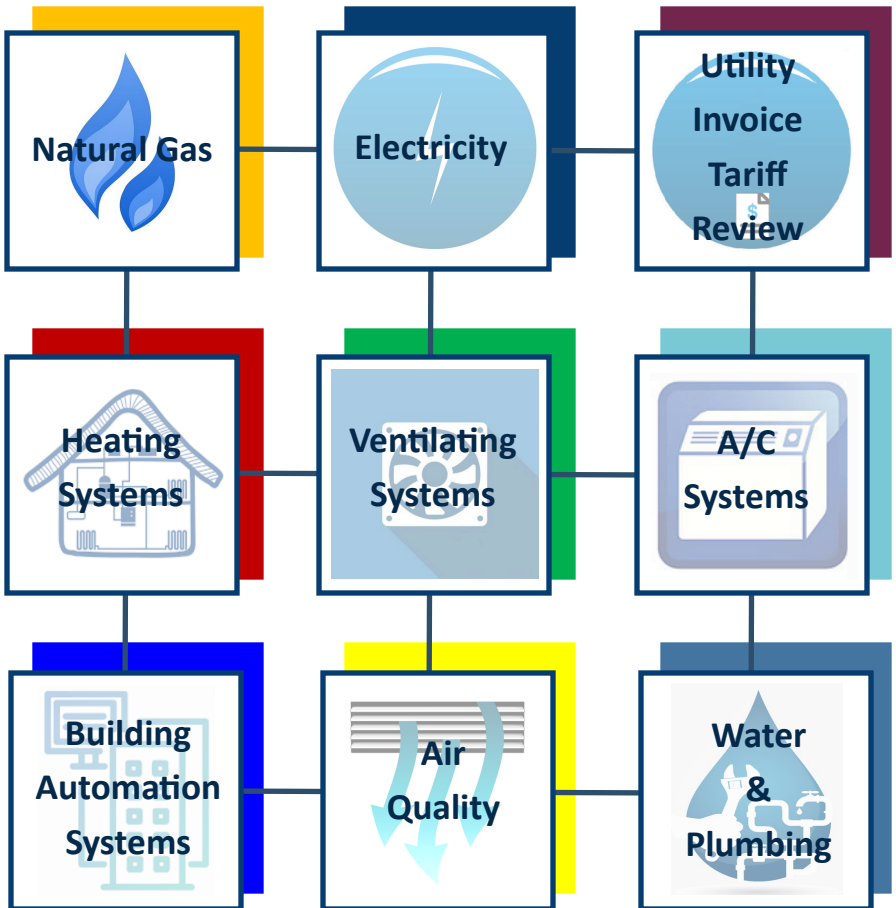 Natural Gas
Electricity
Utility
Invoice
Tariff
Review
$
Heating
Systems
Ventilating
Systems
A/C
Systems
Building
Automation
Systems
Air
Quality
Water
&
Plumbing